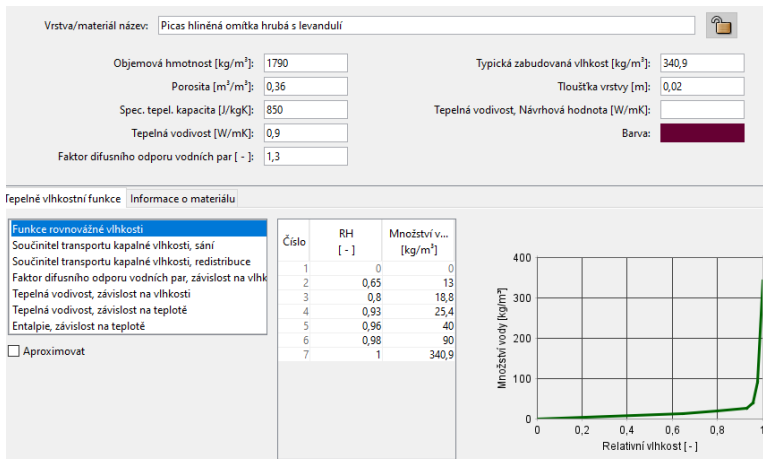 Vrstva/materiál název: Picas hliněná omítka hrubá s levandulí
Objemová hmotnost [kg/m³]: 1790 Typická zabudovaná vlhkost [kg/m³]: 340,9
Porosita [m³/m³]: 0,36 Tloušťka vrstvy [m]: 0,02
Spec. tepel. kapacita [J/kgK]: 850 Tepelná vodivost, Návrhová hodnota [W/mK]:
Tepelná vodivost [W/mK]: 0,9 Barva:
Faktor difusního odporu vodních par [ - ]: 1,3
Tepelně vlhkostní funkce Informace o materiálu
Funkce rovnovážné vlhkosti
Součinitel transportu kapalné vlhkosti, sání
Součinitel transportu kapalné vlhkosti, redistribuce
Faktor difusního odporu vodních par, závislost na vlhk
Tepelná vodivost, závislost na vlhkosti
Tepelná vodivost, závislost na teplotě
Entalpie, závislost na teplotě
Aproximovat
Číslo RH [ - ] Množství v... [kg/m³]
1 0 0
2 0,65 13
3 0,8 18,8
4 0,93 25,4
5 0,96 40
6 0,98 90
7 1 340,9
Množství vody [kg/m³]
400
300
200
100
0
0 0,2 0,4 0,6 0,8 1
Relativní vlhkost [ - ]